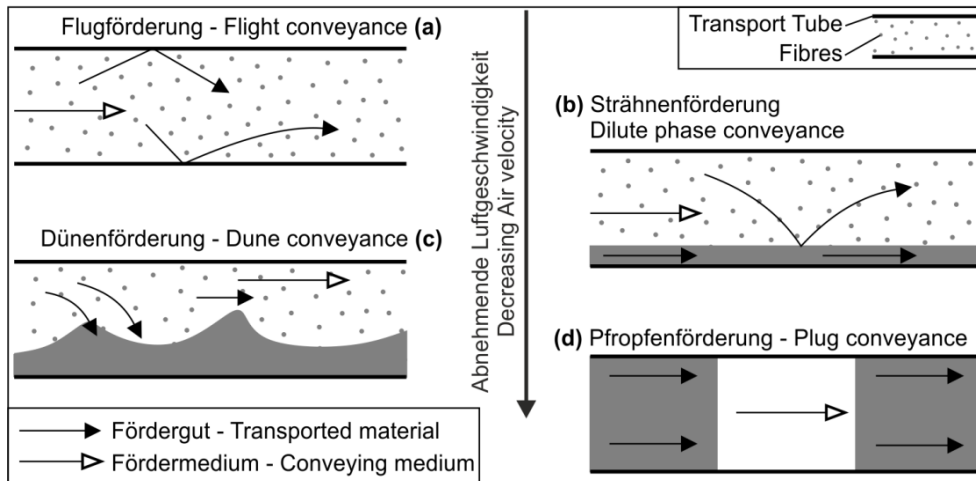 Flugförderung - Flight conveyance (a)
Transport Tube
Fibres
(b) Strähnenförderung
Dilute phase conveyance
Abnehmende Luftgeschwindigkeit
Decreasing Air velocity
Dünenförderung - Dune conveyance (c)
(d) Pfropfenförderung - Plug conveyance
Fördergut - Transported material
Fördermedium - Conveying medium